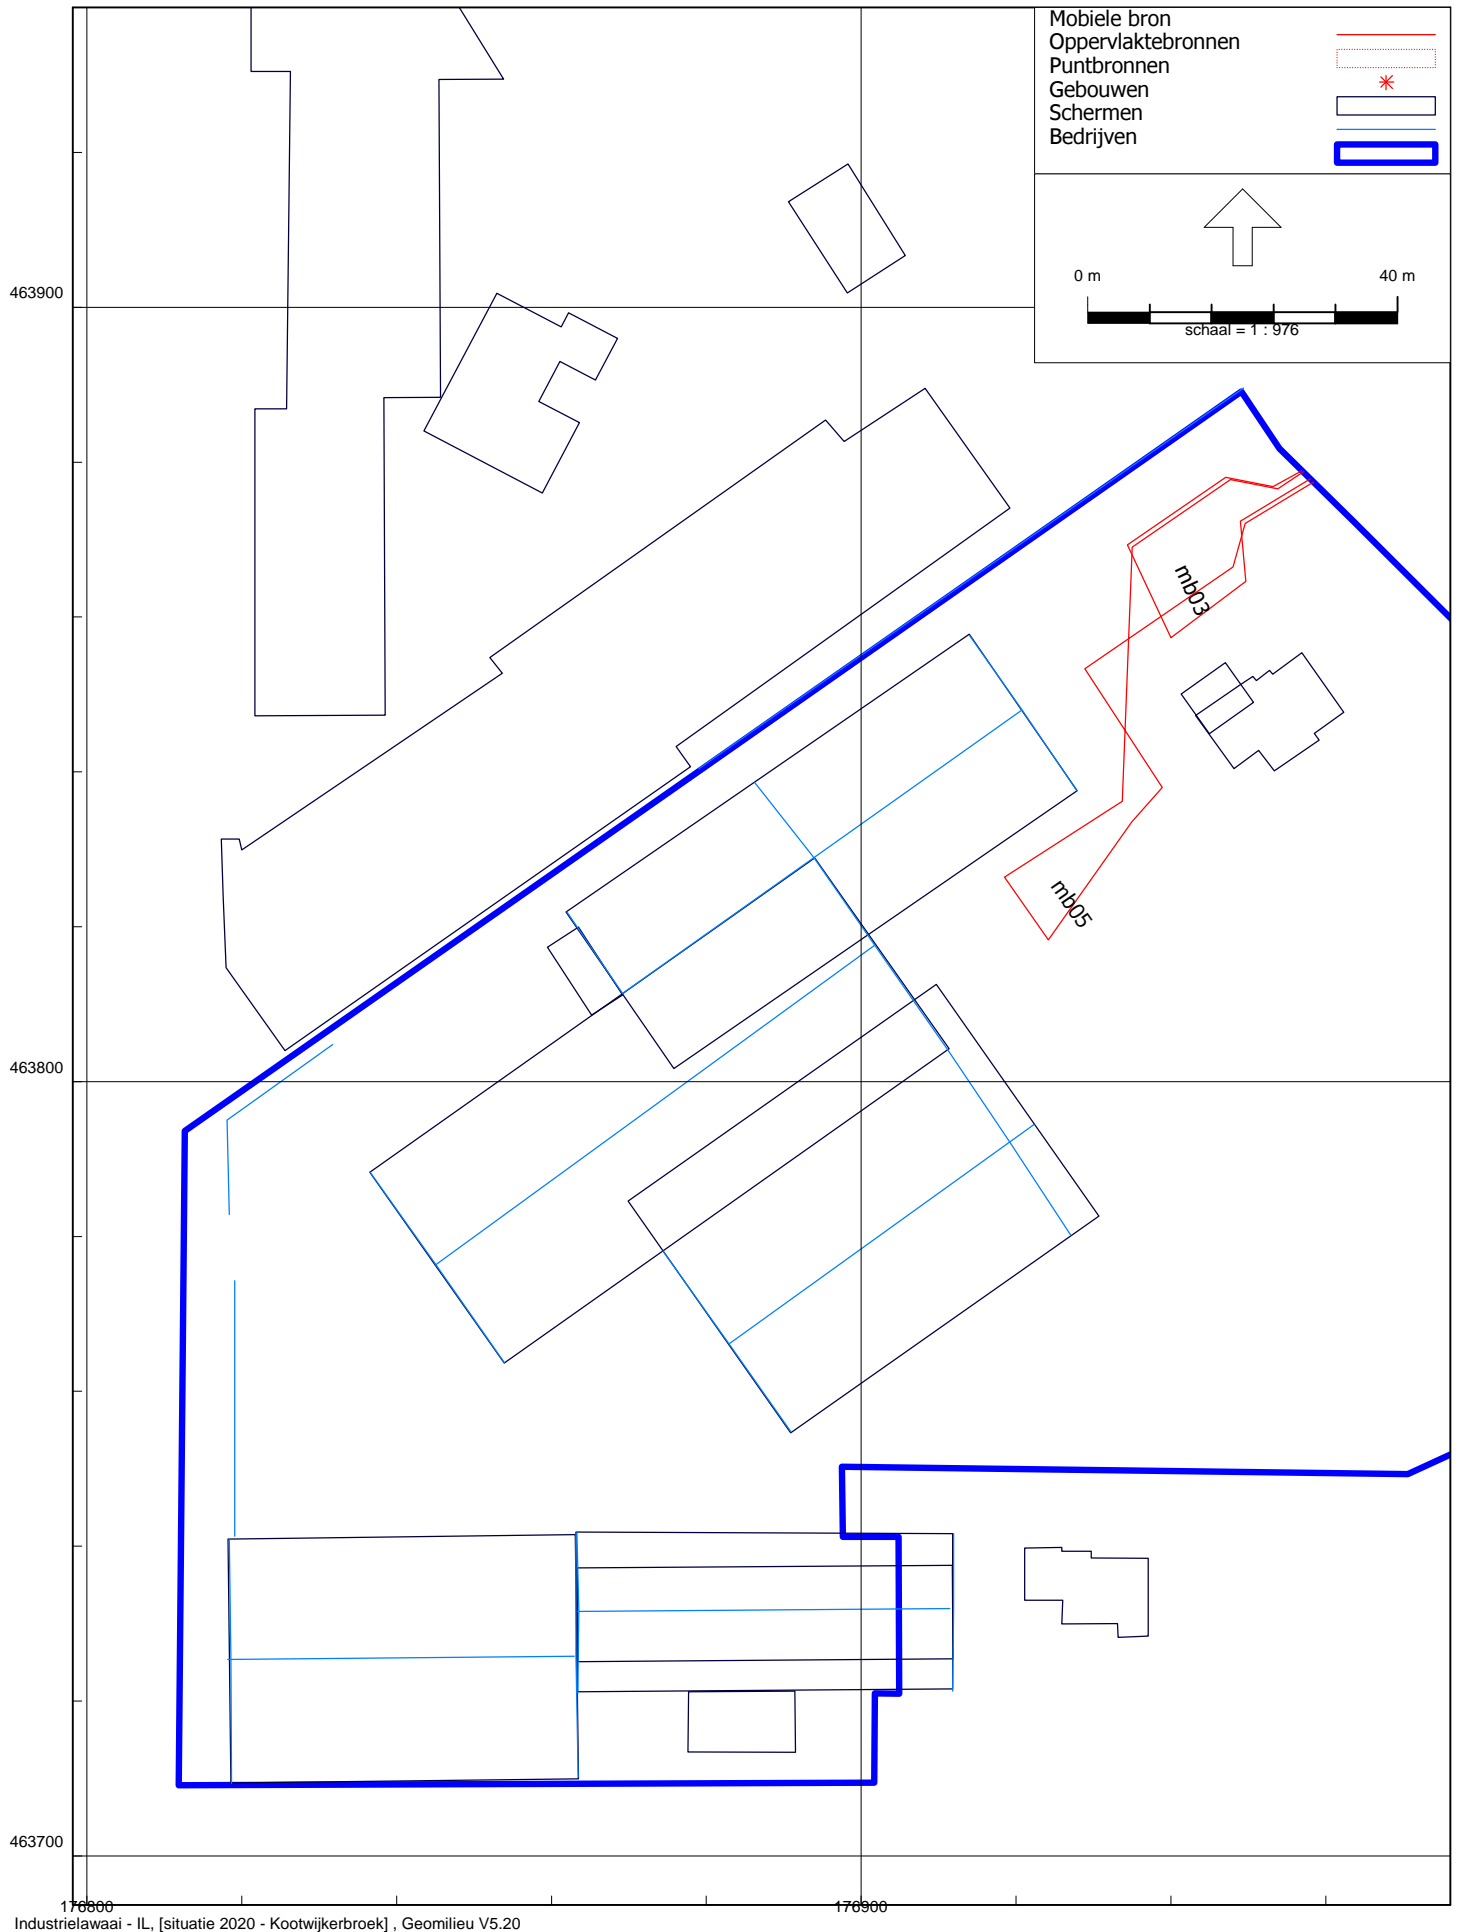 Mobiele bron
Oppervlaktebronnen
Puntbronnen
Gebouwen
Schermen
Bedrijven
0 m
40 m
schaal = 1 : 976
463900
mb03
mb05
463800
463700
176800
176900
Industrielawaai - IL, [situatie 2020 - Kootwijkerbroek] , Geomilieu V5.20